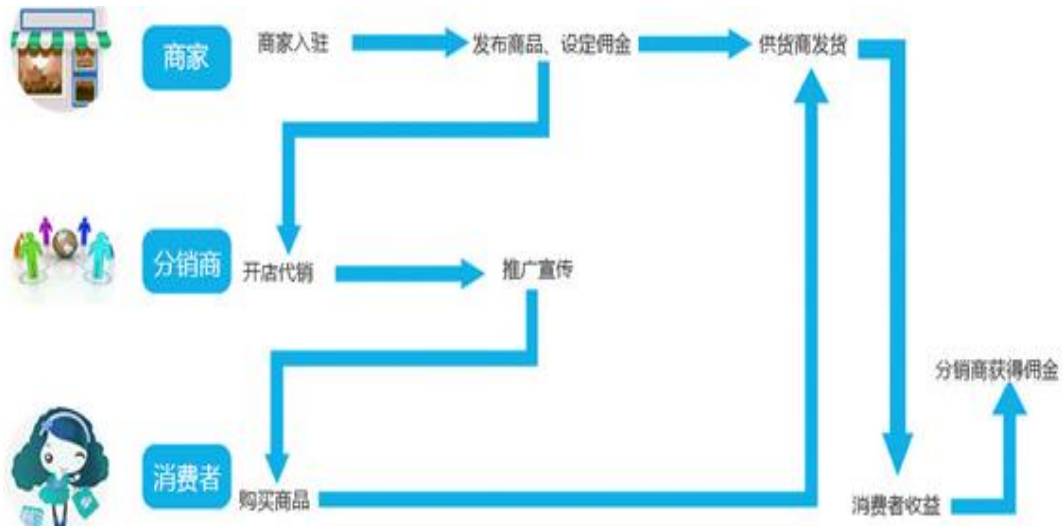 商家
商家入驻
发布商品、设定佣金
供货商发货
分销商
开店代销
推广宣传
分销商获得佣金
消费者
购买商品
消费者收益